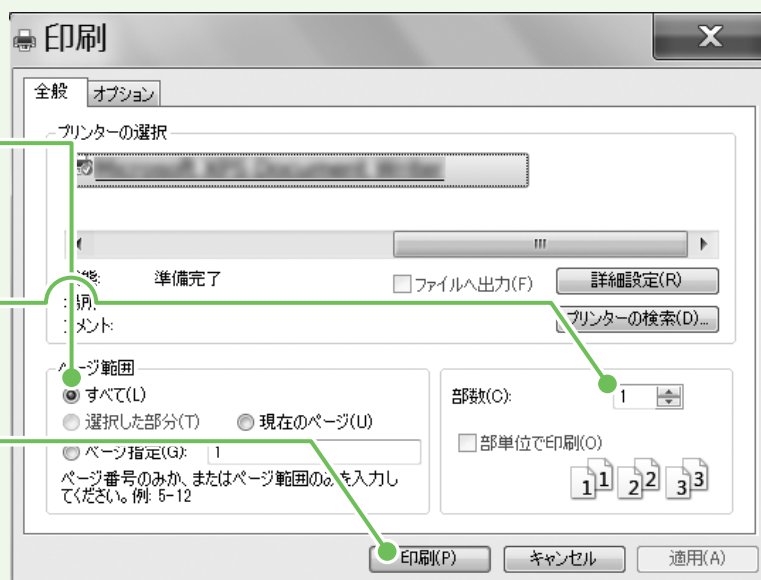 印刷
全般 オプション
プリンターの選択
準備完了
ファイルへ出力(F) 詳細設定(R)
プリンターの検索(D)...
ページ範囲
すべて(L)
部数(C): 1
選択した部分(T) 現在のページ(U)
ページ指定(G): 1
部単位で印刷(O)
ページ番号のみか、またはページ範囲のみを入力し
てください。例: 5-12
11 22 33
印刷(P) キャンセル 適用(A)